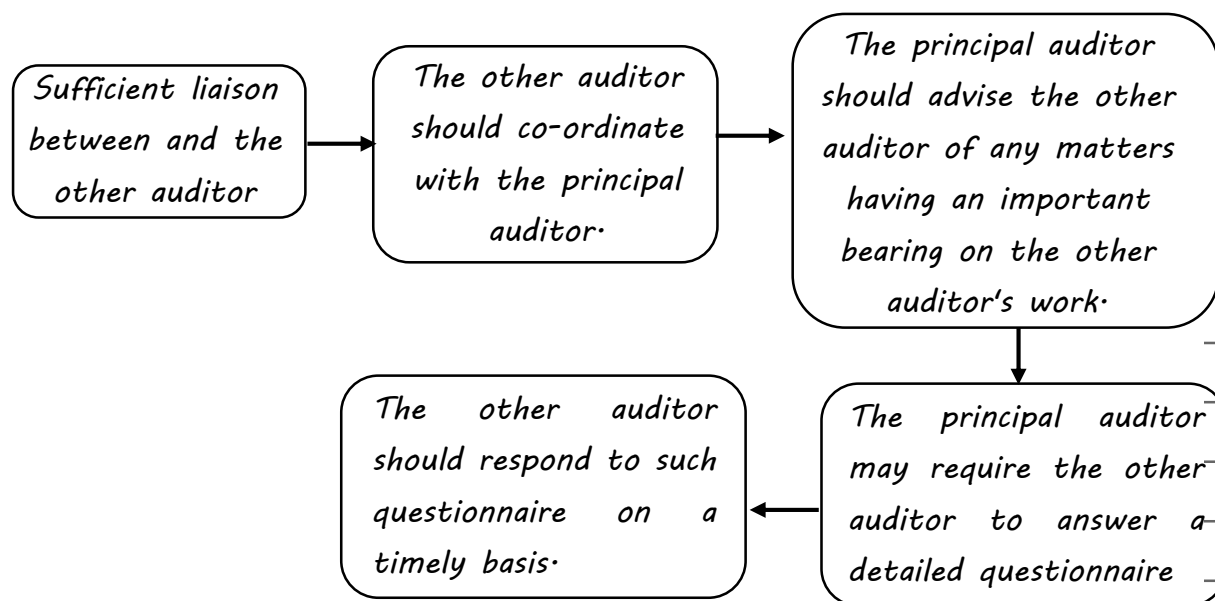 Sufficient liaison
between and the
other auditor
The other auditor
should co-ordinate
with the principal
auditor.
The principal auditor
should advise the other
auditor of any matters
having an important
bearing on the other
auditor's work.
The principal auditor
may require the other
auditor to answer a
detailed questionnaire
The other auditor
should respond to such
questionnaire on a
timely basis.